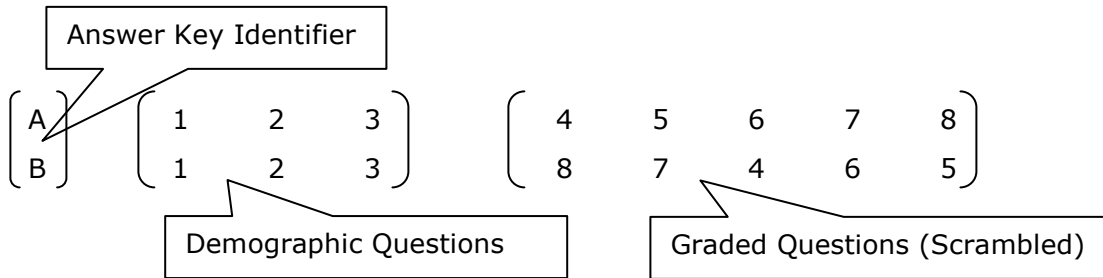 Answer Key Identifier
A 1 2 3 4 5 6 7 8
B 1 2 3 8 7 4 6 5
Demographic Questions
Graded Questions (Scrambled)